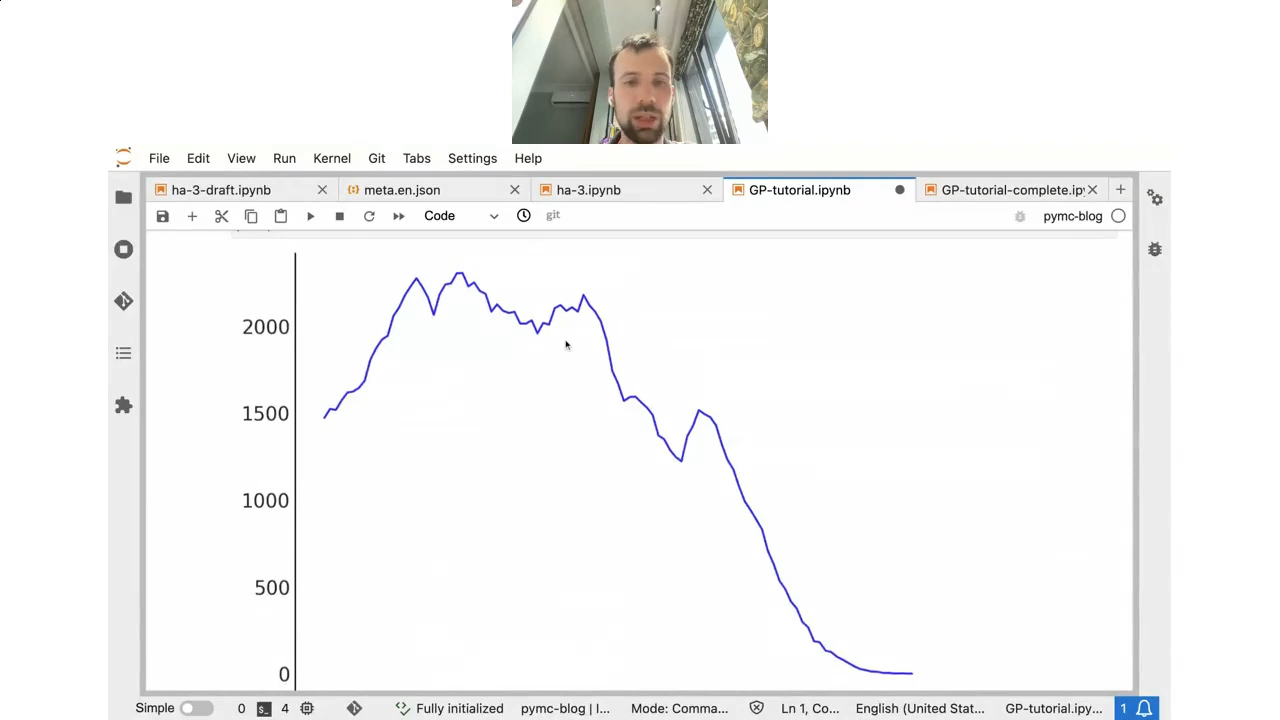 File Edit View Run Kernel Git Tabs Settings Help
ha-3-draft.ipynb meta.en.json ha-3.ipynb GP-tutorial.ipynb GP-tutorial-complete.ipy
Code git pymc-blog
2000
1500
1000
500
0
Simple 0 4 Fully initialized pymc-blog | I... Mode: Comma... Ln 1, Co... English (United Stat... GP-tutorial.ipy... 1